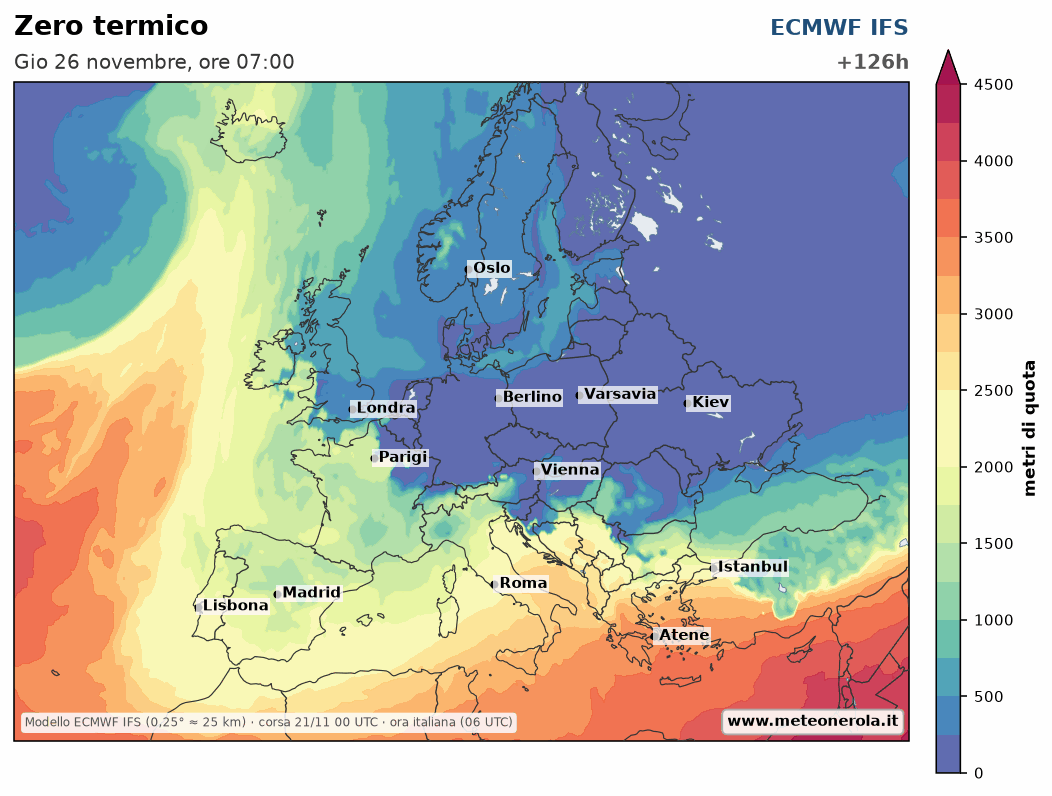 Zero termico
ECMWF IFS
Gio 26 novembre, ore 07:00
+126h
4500
4000
3500
3000
2500
2000
1500
1000
500
0
metri di quota
Oslo
Londra
Berlino
Varsavia
Kiev
Parigi
Vienna
Istanbul
Roma
Madrid
Lisbona
Atene
Modello ECMWF IFS (0,25° ≈ 25 km) · corsa 21/11 00 UTC · ora italiana (06 UTC)
www.meteonerola.it